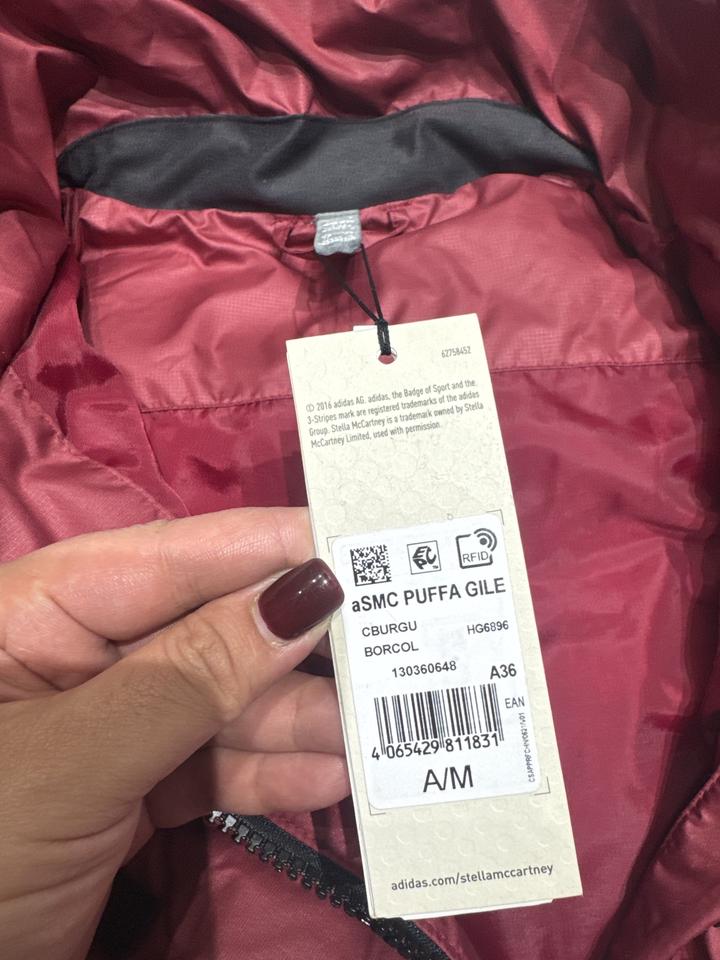 62758452
© 2016 adidas AG. adidas, the Badge of Sport and the
3-Stripes mark are registered trademarks of the adidas
Group. Stella McCartney is a trademark owned by Stella
McCartney Limited, used with permission.
RFID
aSMC PUFFA GILE
CBURGU HG6896
BORCOL
130360648 A36
EAN
4 065429 811831
A/M
adidas.com/stellamccartney